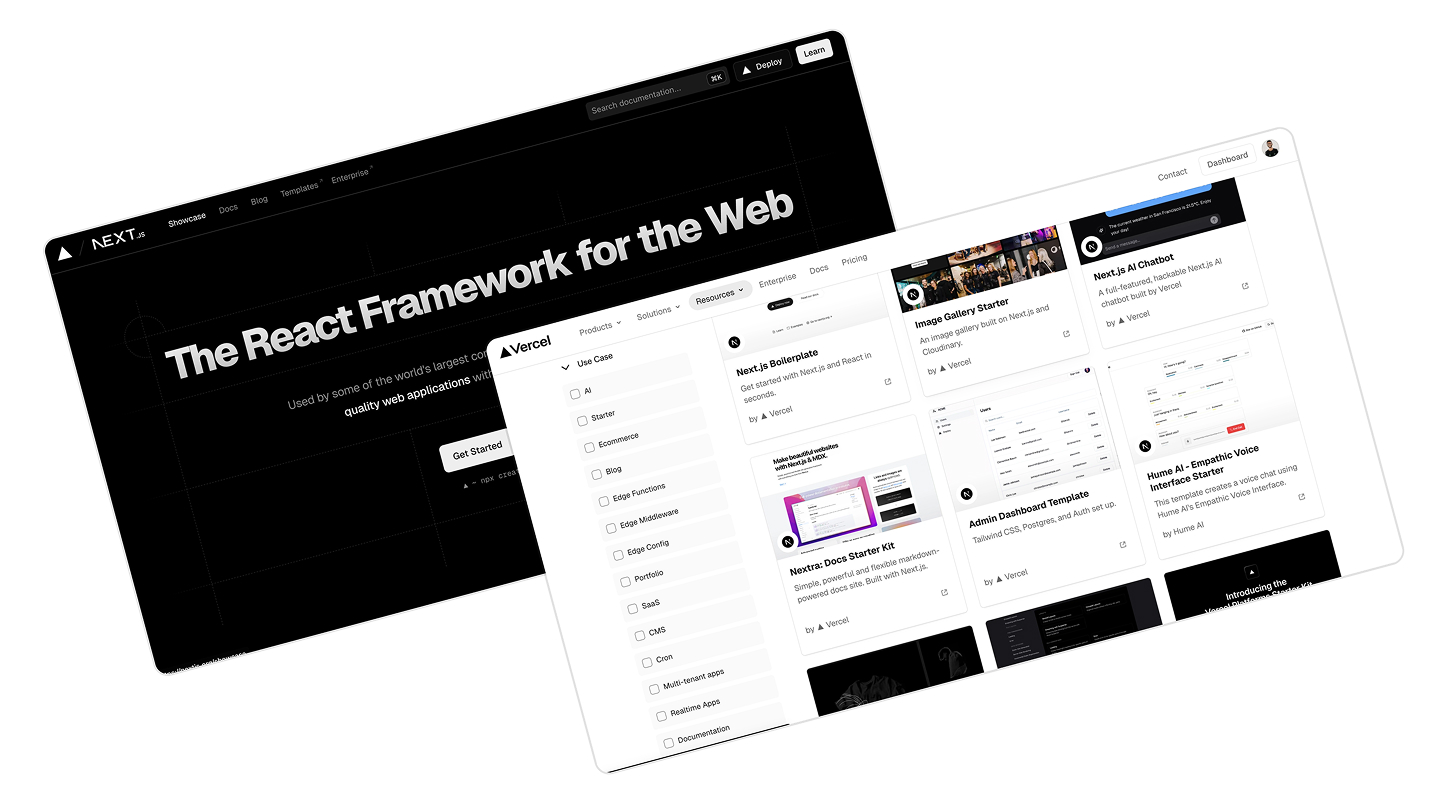 NEXT.JS
Showcase
Docs
Blog
Templates
Enterprise
Search documentation...
⌘K
Deploy
Learn
The React Framework for the Web
Used by some of the world's largest
quality web applications
Get Started
▲ ~ npx
Vercel
Products
Solutions
Resources
Enterprise
Docs
Pricing
Contact
Dashboard
Use Case
AI
Starter
Ecommerce
Blog
Edge Functions
Edge Middleware
Edge Config
Portfolio
SaaS
CMS
Cron
Multi-tenant apps
Realtime Apps
Documentation
Next.js Boilerplate
Get started with Next.js and React in
seconds.
by ▲ Vercel
Image Gallery Starter
An image gallery built on Next.js and
Cloudinary.
by ▲ Vercel
The current weather in San Francisco is 21.5°C. Enjoy
your day!
Send a message...
Next.js AI Chatbot
A full-featured, hackable Next.js AI
chatbot built by Vercel
by ▲ Vercel
Make beautiful websites
with Next.js & MDX.
Nextra: Docs Starter Kit
Simple, powerful and flexible markdown-
powered docs site. Built with Next.js.
by ▲ Vercel
Users
Admin Dashboard Template
Tailwind CSS, Postgres, and Auth set up.
by ▲ Vercel
Hume AI - Empathic Voice
Interface Starter
This template creates a voice chat using
Hume AI's Empathic Voice Interface.
by Hume AI
Introducing the
Vercel Platforms Starter Kit